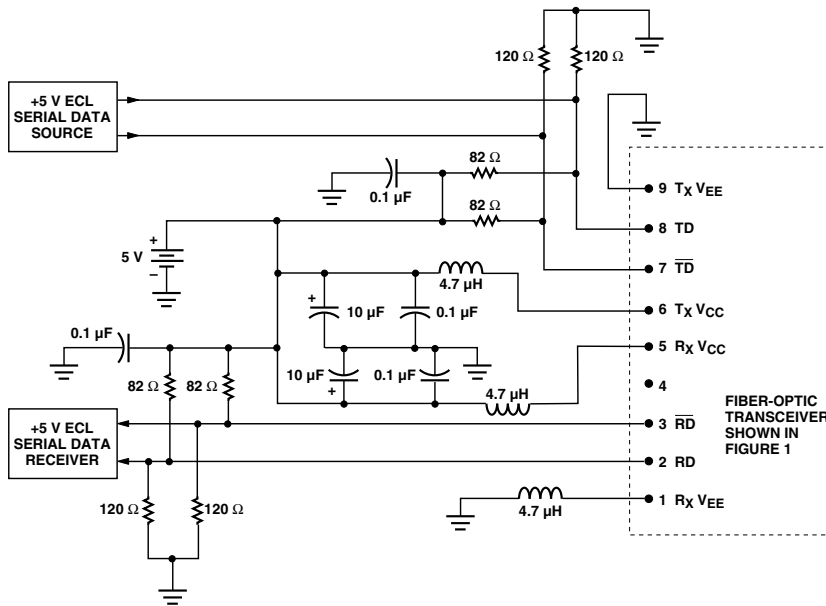 120 Ω
120 Ω
+5 V ECL
SERIAL DATA
SOURCE
82 Ω
0.1 µF
82 Ω
9 TX VEE
8 TD
5 V
+
–
7 TD
4.7 µH
6 TX VCC
+
10 µF
0.1 µF
0.1 µF
5 RX VCC
82 Ω
82 Ω
10 µF
+
0.1 µF
4.7 µH
4
+5 V ECL
SERIAL DATA
RECEIVER
3 RD
FIBER-OPTIC
TRANSCEIVER
SHOWN IN
FIGURE 1
2 RD
120 Ω
120 Ω
4.7 µH
1 RX VEE